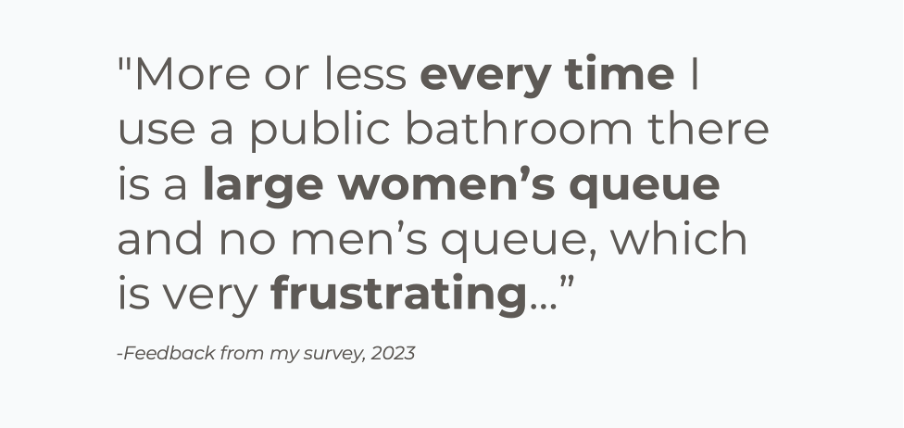 "More or less every time I
use a public bathroom there
is a large women’s queue
and no men’s queue, which
is very frustrating...”
-Feedback from my survey, 2023